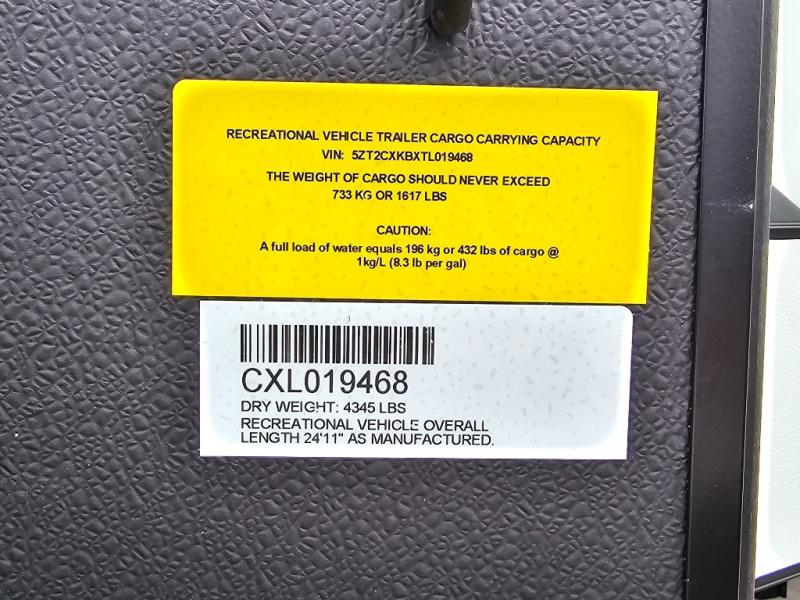 RECREATIONAL VEHICLE TRAILER CARGO CARRYING CAPACITY
VIN: 5ZT2CXKBXTL019468
THE WEIGHT OF CARGO SHOULD NEVER EXCEED
733 KG OR 1617 LBS
CAUTION:
A full load of water equals 196 kg or 432 lbs of cargo @
1kg/L (8.3 lb per gal)
CXL019468
DRY WEIGHT: 4345 LBS
RECREATIONAL VEHICLE OVERALL
LENGTH 24'11" AS MANUFACTURED.